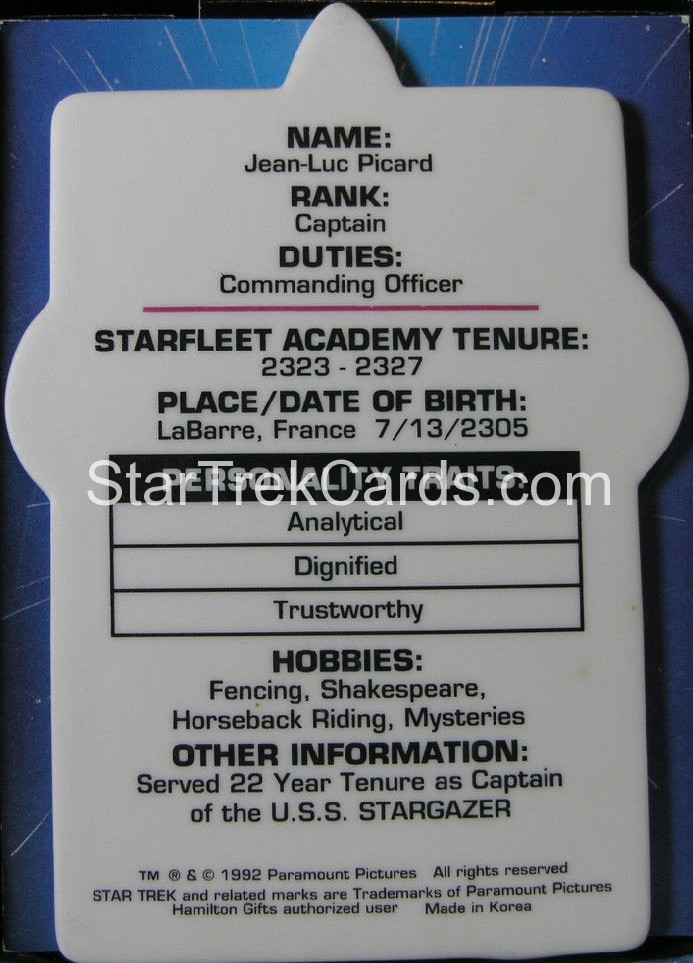 NAME:
Jean-Luc Picard
RANK:
Captain
DUTIES:
Commanding Officer
STARFLEET ACADEMY TENURE:
2323 - 2327
PLACE/DATE OF BIRTH:
LaBarre, France 7/13/2305
PERSONALITY TRAITS:
StarTrekCards.com
Analytical
Dignified
Trustworthy
HOBBIES:
Fencing, Shakespeare,
Horseback Riding, Mysteries
OTHER INFORMATION:
Served 22 Year Tenure as Captain
of the U.S.S. STARGAZER
TM ® & © 1992 Paramount Pictures All rights reserved
STAR TREK and related marks are Trademarks of Paramount Pictures
Hamilton Gifts authorized user Made in Korea